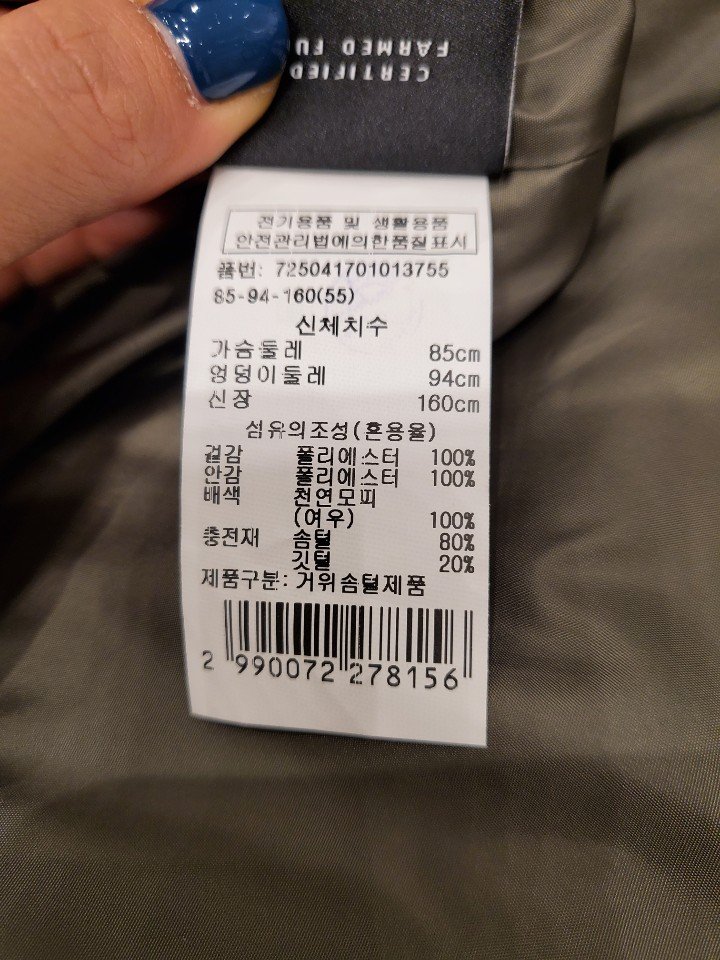 CERTIFIED
FARMED FU
전기용품 및 생활용품
안전관리법에의한품질표시
품번: 725041701013755
85-94-160(55)
신체치수
가슴둘레 85cm
엉덩이둘레 94cm
신장 160cm
섬유의조성(혼용율)
겉감 폴리에스터 100%
안감 폴리에스터 100%
배색 천연모피
(여우) 100%
충전재 솜털 80%
깃털 20%
제품구분: 거위솜털제품
2 990072 278156